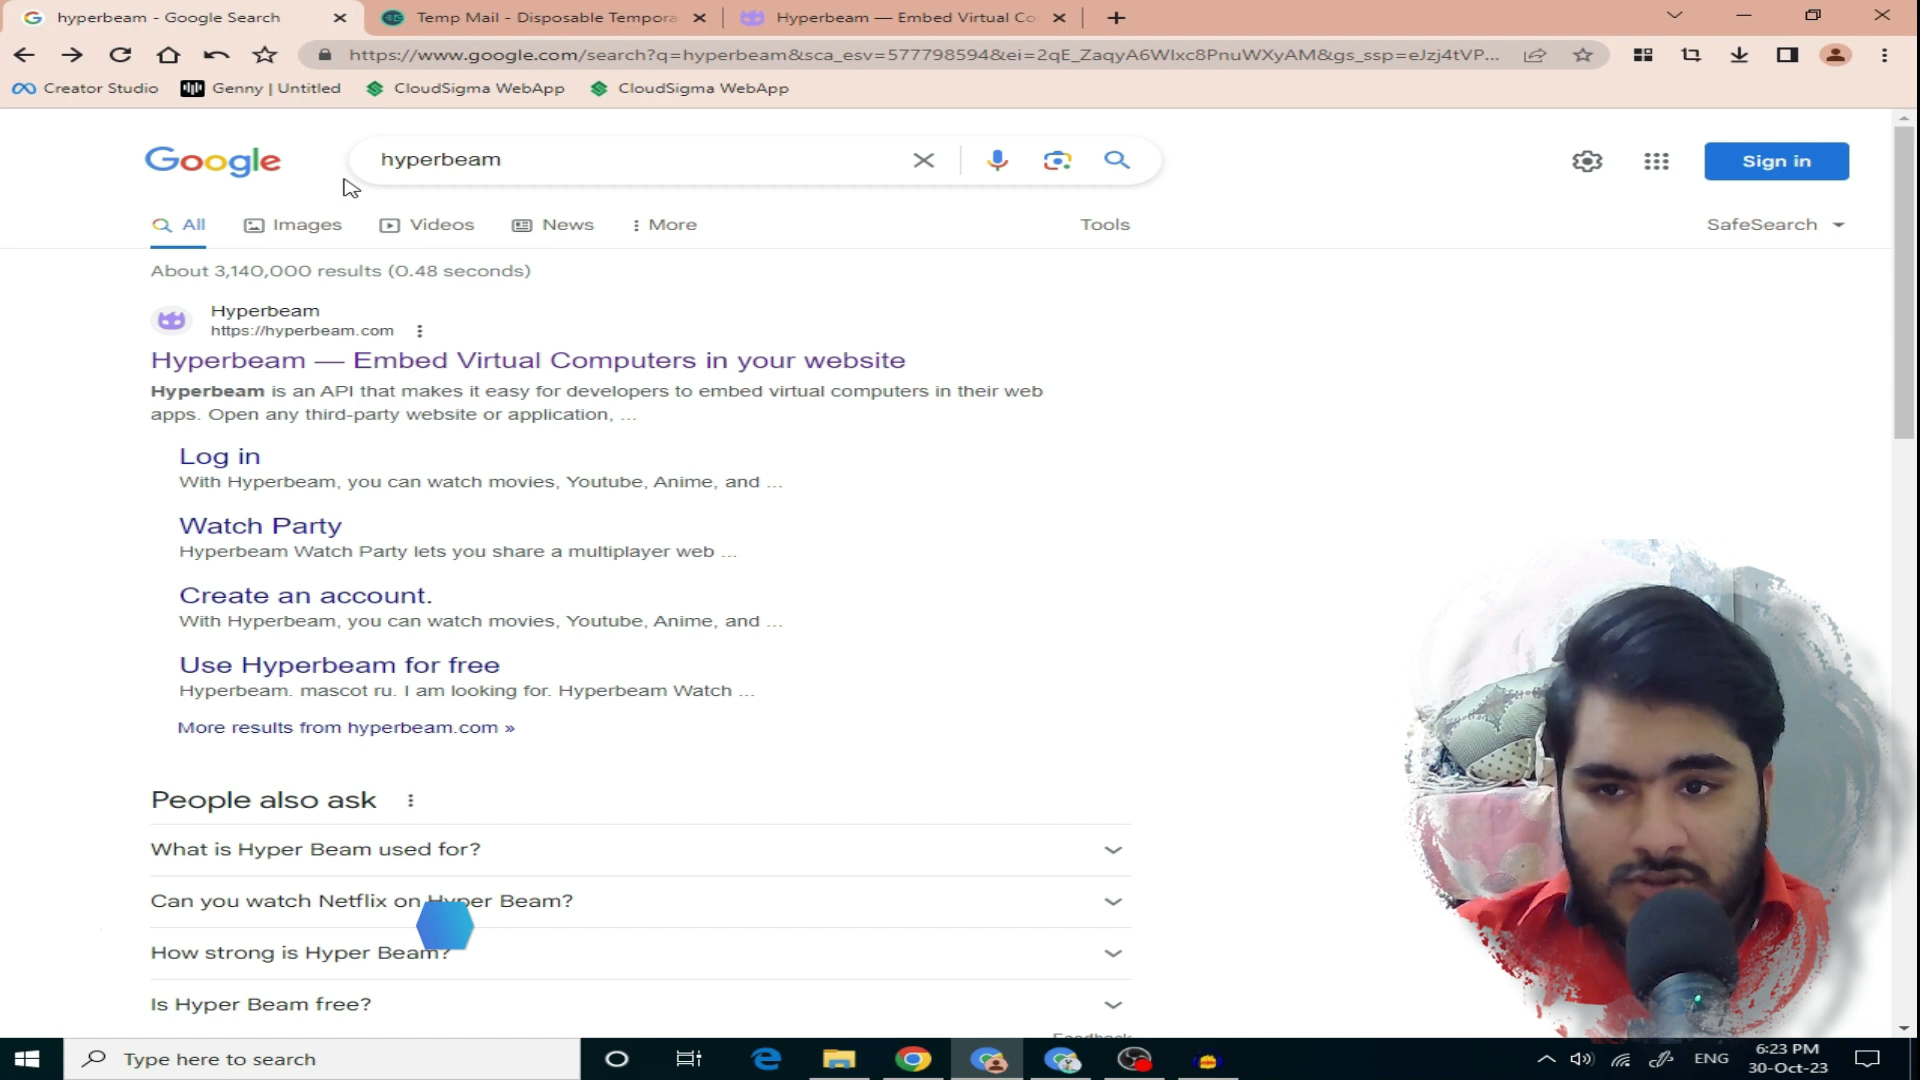 hyperbeam - Google Search
Temp Mail - Disposable Tempora
Hyperbeam — Embed Virtual Co
https://www.google.com/search?q=hyperbeam&sca_esv=577798594&ei=2qE_ZaqyA6WIxc8PnuWXyAM&gs_ssp=eJzj4tVP...
Creator Studio
Genny | Untitled
CloudSigma WebApp
CloudSigma WebApp
Google
hyperbeam
Sign in
All
Images
Videos
News
More
Tools
SafeSearch
About 3,140,000 results (0.48 seconds)
Hyperbeam
https://hyperbeam.com
Hyperbeam — Embed Virtual Computers in your website
Hyperbeam is an API that makes it easy for developers to embed virtual computers in their web
apps. Open any third-party website or application, ...
Log in
With Hyperbeam, you can watch movies, Youtube, Anime, and ...
Watch Party
Hyperbeam Watch Party lets you share a multiplayer web ...
Create an account.
With Hyperbeam, you can watch movies, Youtube, Anime, and ...
Use Hyperbeam for free
Hyperbeam. mascot ru. I am looking for. Hyperbeam Watch ...
More results from hyperbeam.com »
People also ask
What is Hyper Beam used for?
Can you watch Netflix on Hyper Beam?
How strong is Hyper Beam?
Is Hyper Beam free?
Feedback
Type here to search
ENG
6:23 PM
30-Oct-23